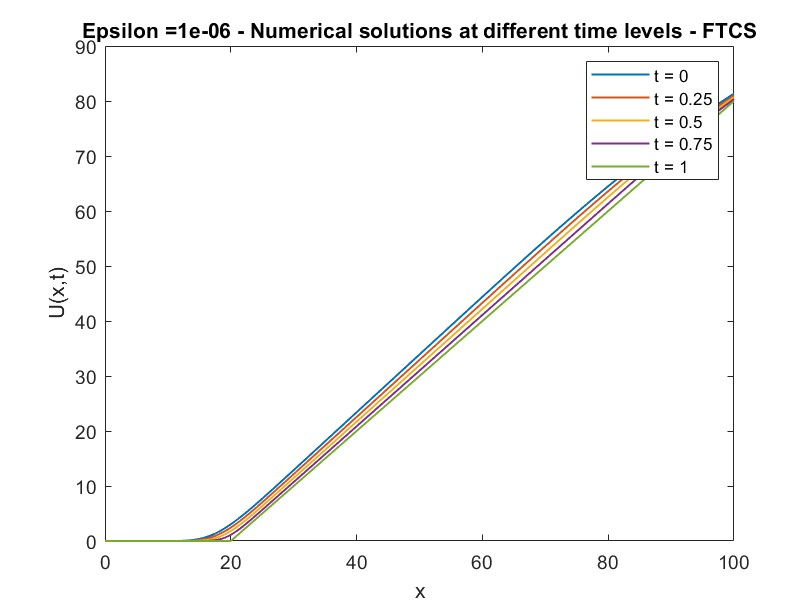 Epsilon =1e-06 - Numerical solutions at different time levels - FTCS
90
80
70
60
50
40
30
20
10
0
U(x,t)
t = 0
t = 0.25
t = 0.5
t = 0.75
t = 1
0 20 40 60 80 100
x